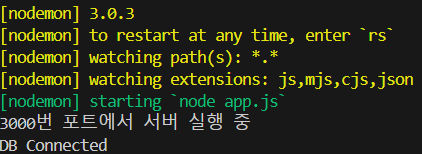 [nodemon] 3.0.3
[nodemon] to restart at any time, enter `rs`
[nodemon] watching path(s): *.*
[nodemon] watching extensions: js,mjs,cjs,json
[nodemon] starting `node app.js`
3000번 포트에서 서버 실행 중
DB Connected